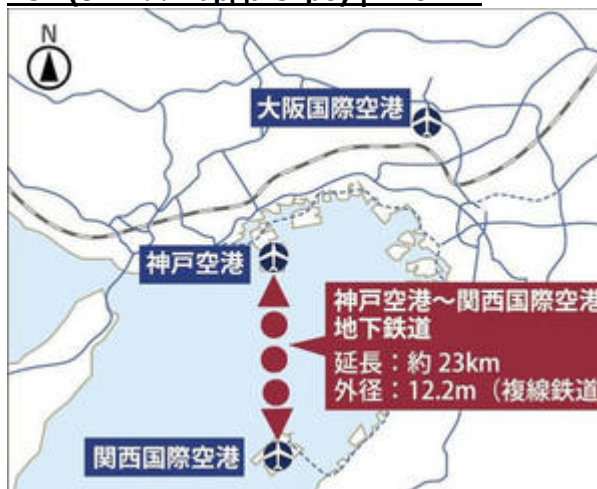 N
大阪国際空港
神戸空港
神戸空港～関西国際空港
地下鉄道
延長：約 23km
外径：12.2m（複線鉄道
関西国際空港